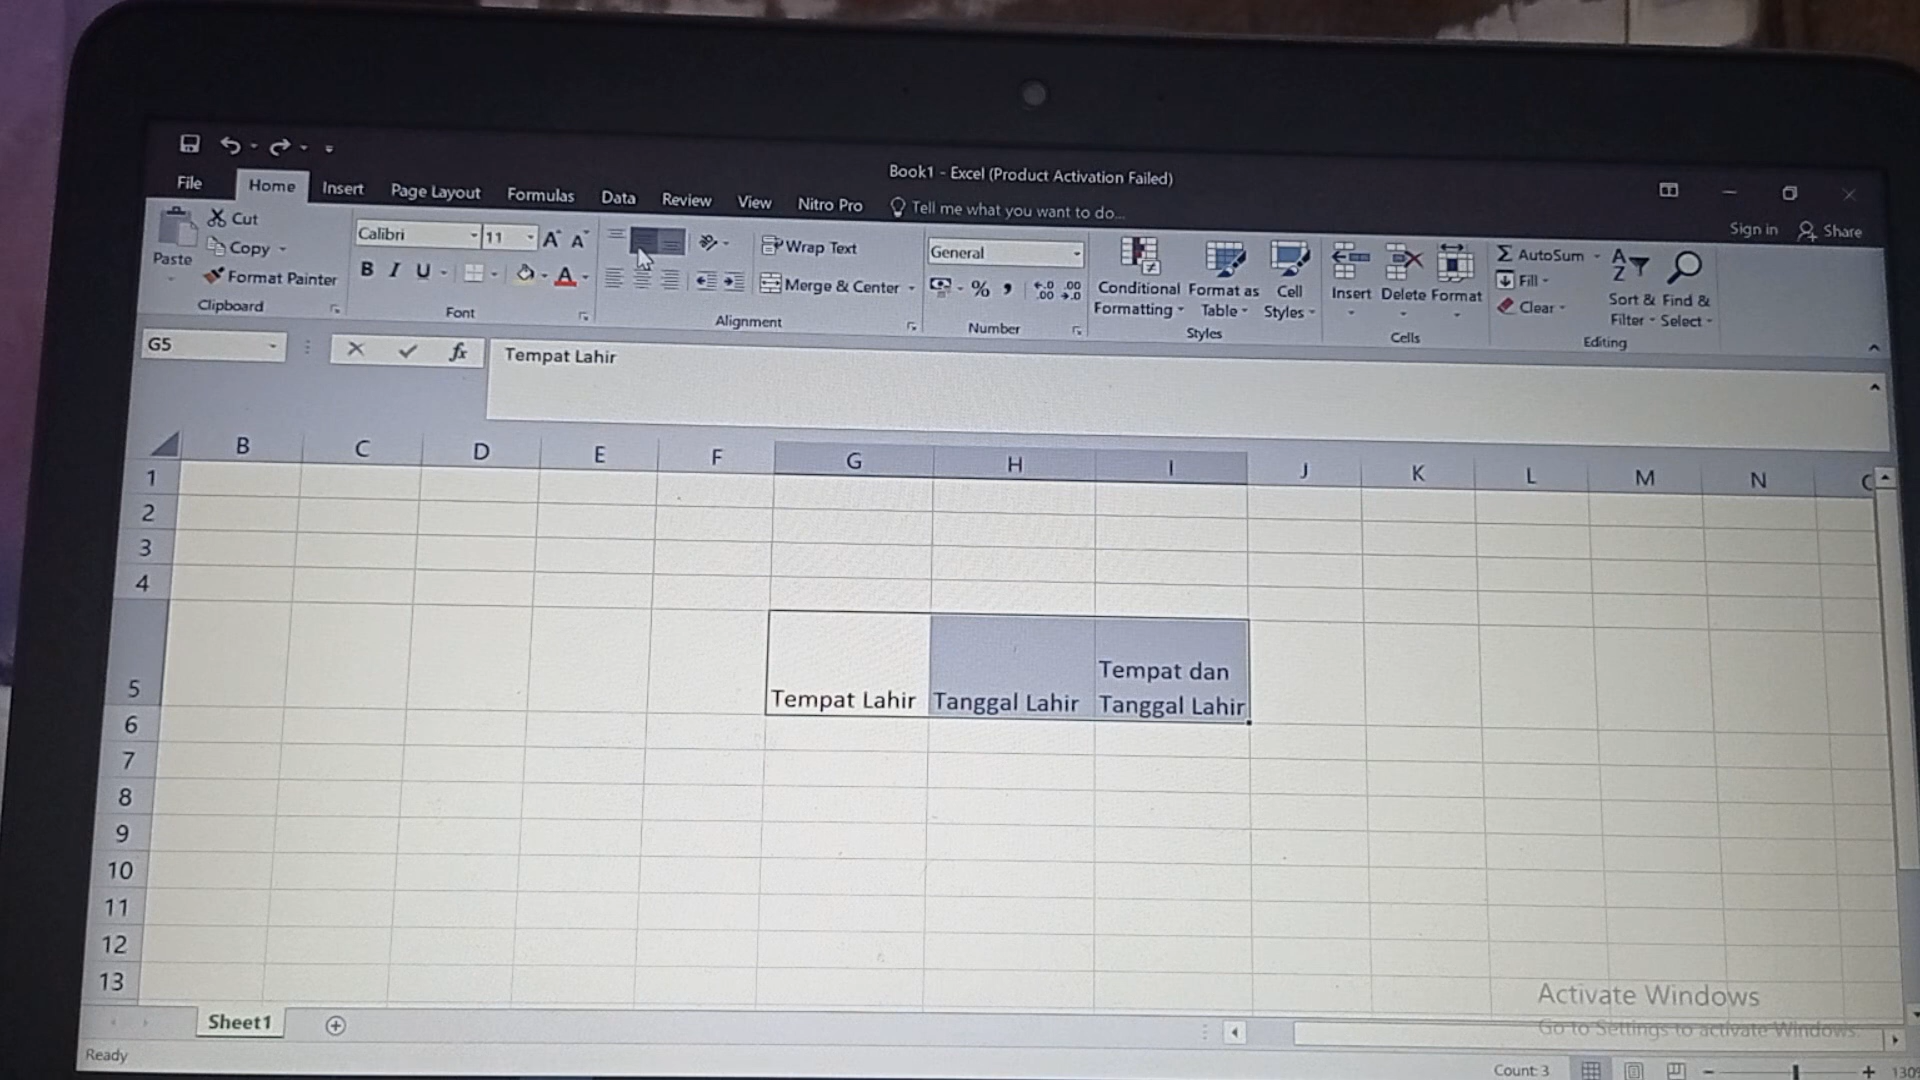 Book1 - Excel (Product Activation Failed)
File Home Insert Page Layout Formulas Data Review View Nitro Pro Tell me what you want to do...
Sign in Share
Paste
Cut
Copy
Format Painter
Clipboard
Calibri 11
B I U
Font
Wrap Text
Merge & Center
Alignment
General
% ,
Number
Conditional Formatting
Format as Table
Cell Styles
Styles
Insert Delete Format
Cells
AutoSum
Fill
Clear
Sort & Filter
Find & Select
Editing
G5 fx Tempat Lahir
B C D E F G H I J K L M N
1
2
3
4
5 Tempat Lahir Tanggal Lahir Tempat dan Tanggal Lahir
6
7
8
9
10
11
12
13
Activate Windows
Go to Settings to activate Windows.
Sheet1
Ready
Count: 3